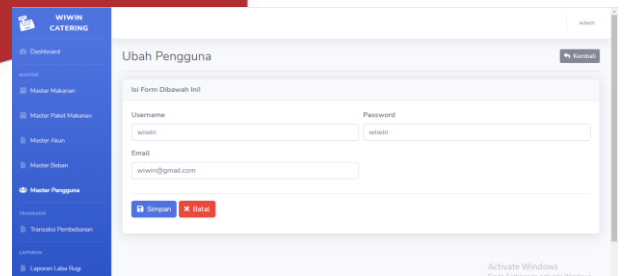 WIWIN
CATERING
wiwin
Dashboard
Ubah Pengguna
Kembali
MASTER
Master Makanan
Isi Form Dibawah Ini!
Master Paket Makanan
Username
Password
wiwin
wiwin
Master Akun
Email
Master Beban
wiwin@gmail.com
Master Pengguna
Simpan
Batal
TRANSAKSI
Transaksi Pembebanan
LAPORAN
Laporan Laba Rugi
Activate Windows